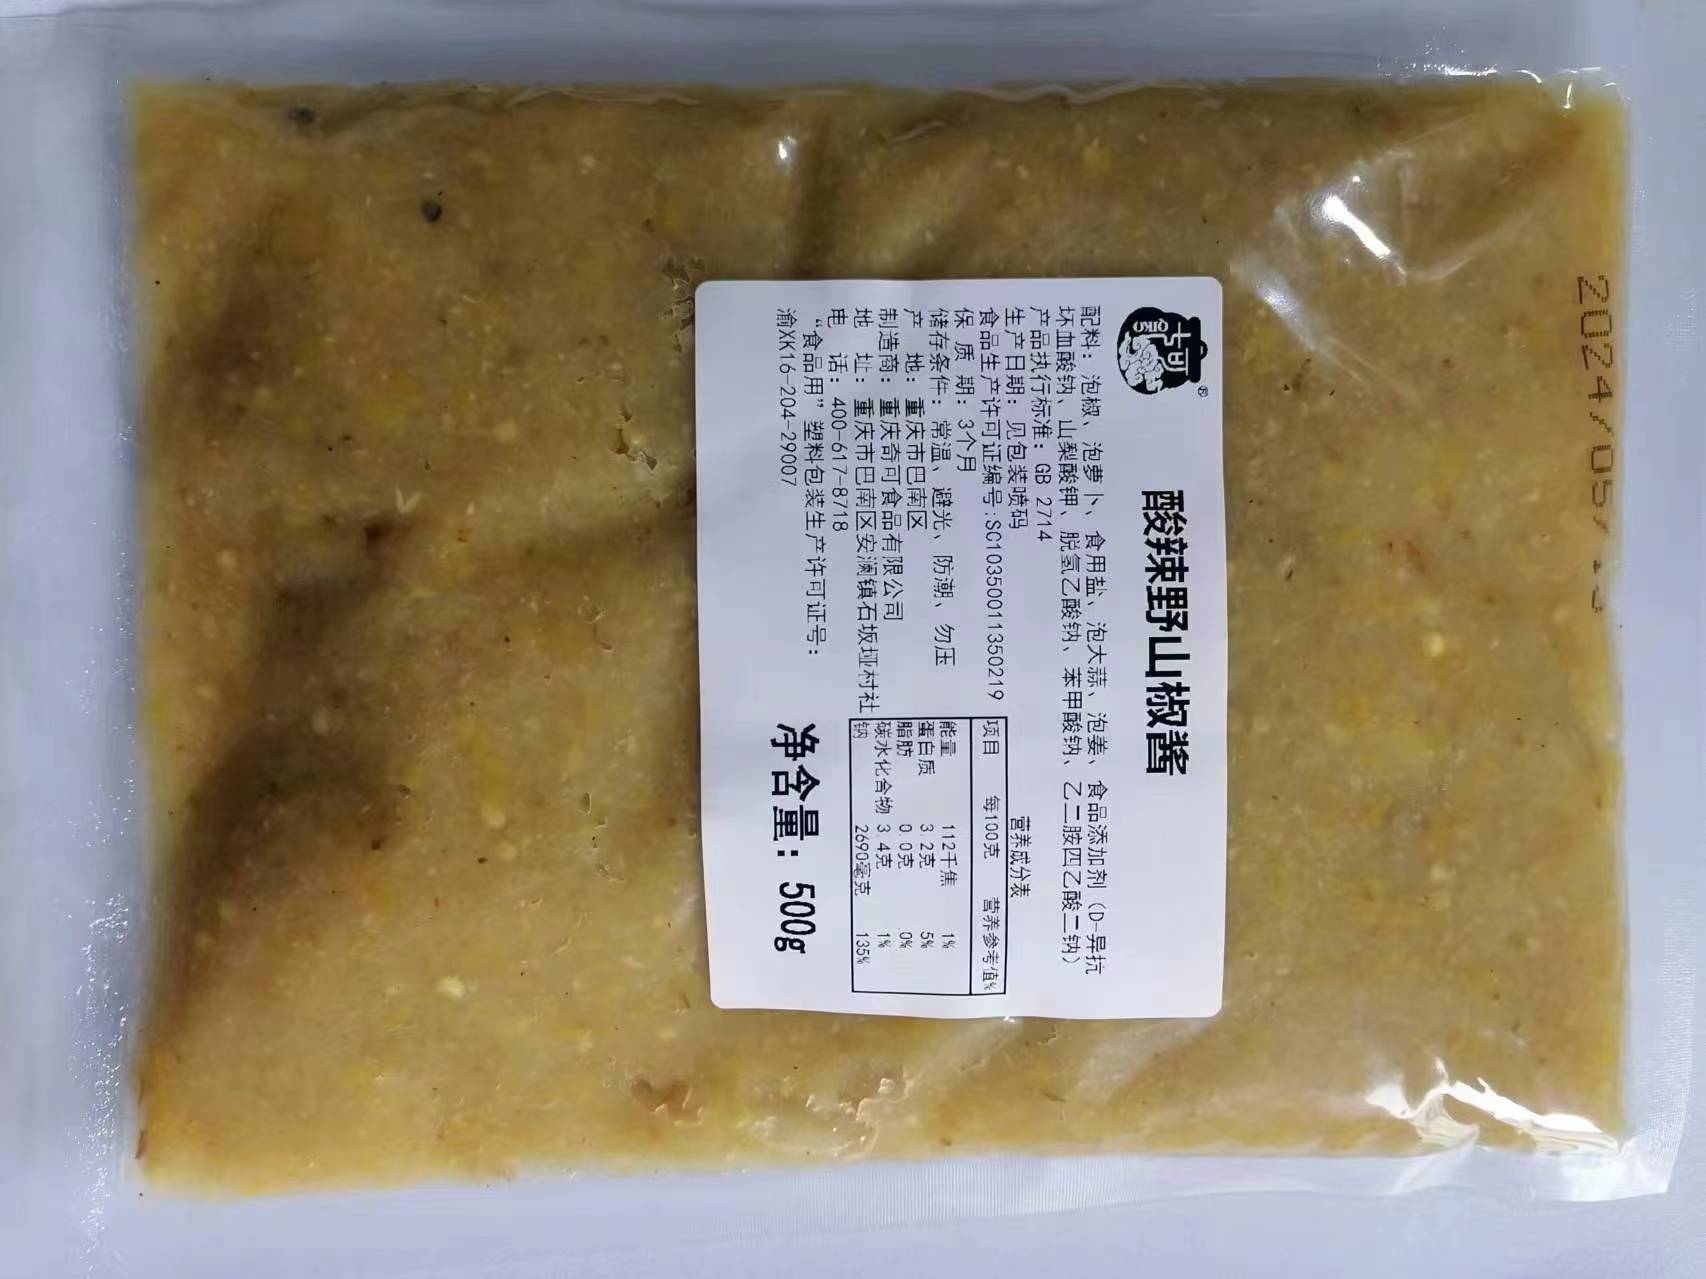 2024/05/13
奇可
QIKO
®
酸辣野山椒酱
配料：泡椒、泡萝卜、食用盐、泡大蒜、泡姜、食品添加剂（D-异抗
坏血酸钠、山梨酸钾、脱氢乙酸钠、苯甲酸钠、乙二胺四乙酸二钠）
产品执行标准：GB 2714
生产日期：见包装喷码
食品生产许可证编号:SC10350011350219
保 质 期：3个月
储存条件：常温、避光、防潮、勿压
产 地：重庆市巴南区
制造商：重庆奇可食品有限公司
地 址：重庆市巴南区安澜镇石坂垭村社
电 话：400-617-8718
“食品用”塑料包装生产许可证号：
渝XK16-204-29007
营养成分表
项目 每100克 营养参考值%
能量 112千焦 1%
蛋白质 3.2克 5%
脂肪 0.0克 0%
碳水化合物 3.4克 1%
钠 2690毫克 135%
净含量：500g